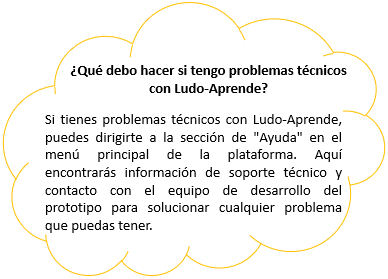 ¿Qué debo hacer si tengo problemas técnicos
con Ludo-Aprende?
Si tienes problemas técnicos con Ludo-Aprende,
puedes dirigirte a la sección de "Ayuda" en el
menú principal de la plataforma. Aquí
encontrarás información de soporte técnico y
contacto con el equipo de desarrollo del
prototipo para solucionar cualquier problema
que puedas tener.